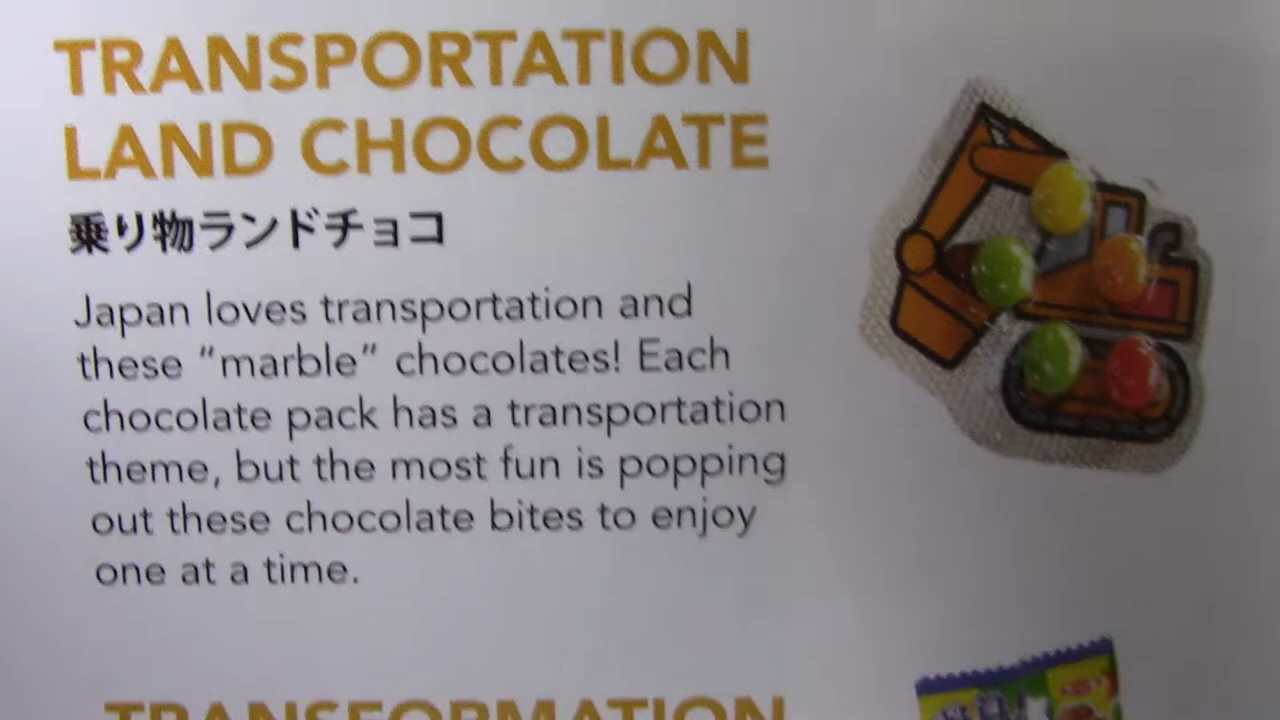 TRANSPORTATION
LAND CHOCOLATE
乗り物ランドチョコ
Japan loves transportation and
these “marble” chocolates! Each
chocolate pack has a transportation
theme, but the most fun is popping
out these chocolate bites to enjoy
one at a time.
TRANSFORMATION